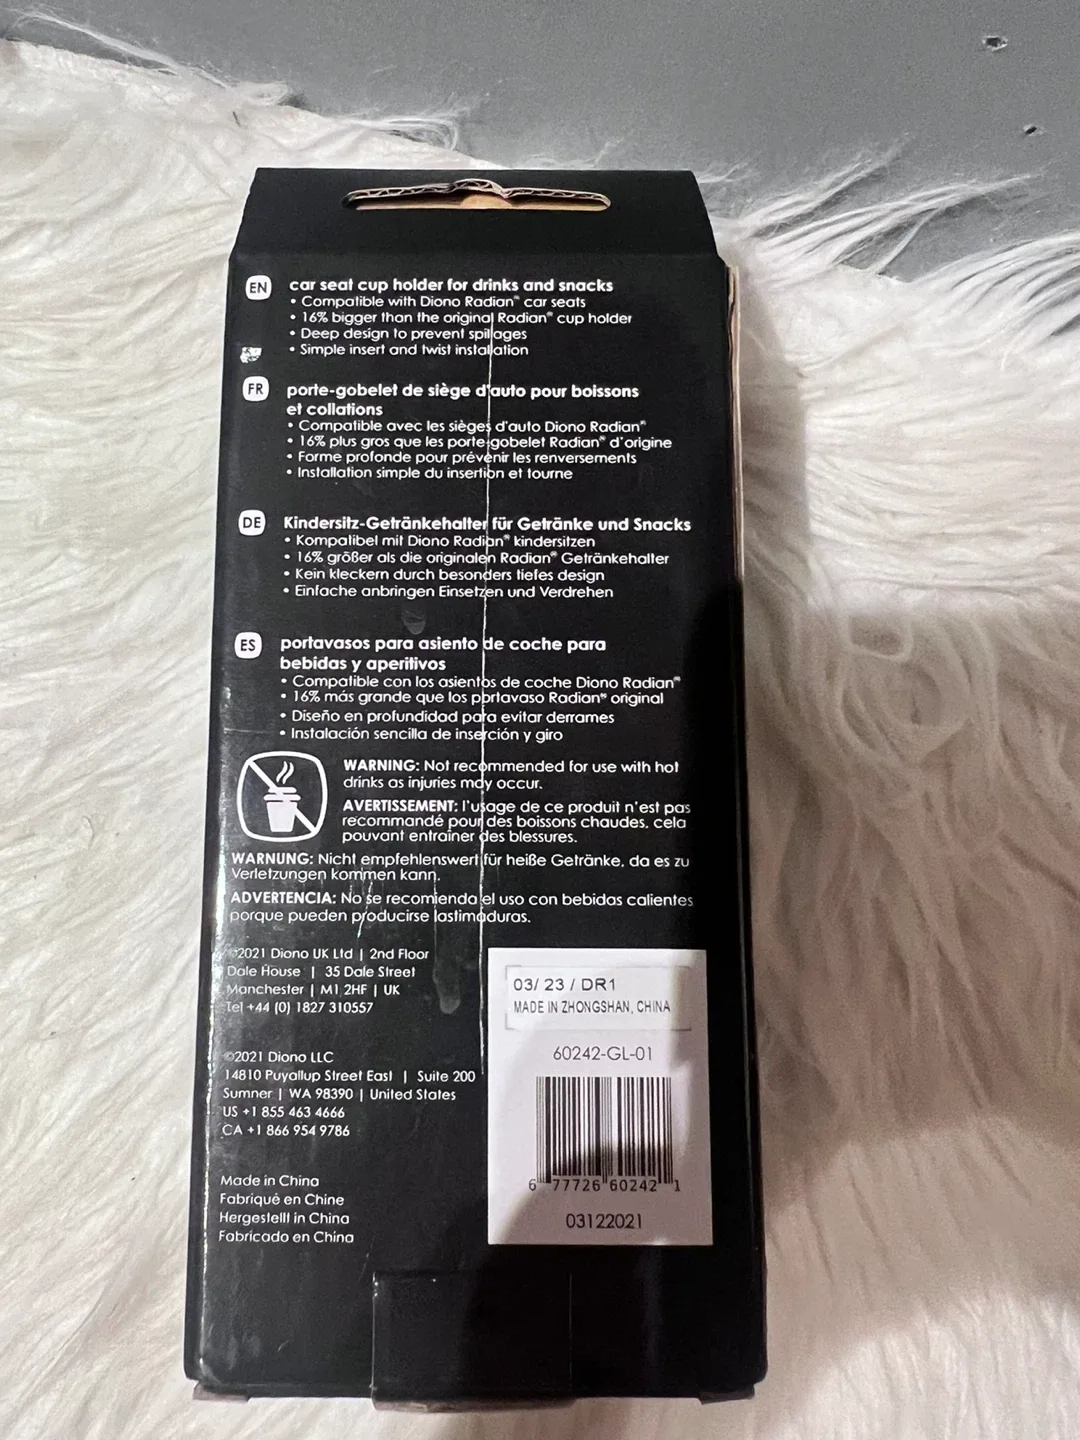 EN car seat cup holder for drinks and snacks
• Compatible with Diono Radian® car seats
• 16% bigger than the original Radian® cup holder
• Deep design to prevent spillages
• Simple insert and twist installation
FR porte-gobelet de siège d'auto pour boissons
et collations
• Compatible avec les sièges d'auto Diono Radian®
• 16% plus gros que les porte-gobelet Radian® d'origine
• Forme profonde pour prévenir les renversements
• Installation simple du insertion et tourne
DE Kindersitz-Getränkehalter für Getränke und Snacks
• Kompatibel mit Diono Radian® kindersitzen
• 16% größer als die originalen Radian® Getränkehalter
• Kein kleckern durch besonders tiefes design
• Einfache anbringen Einsetzen und Verdrehen
ES portavasos para asiento de coche para
bebidas y aperitivos
• Compatible con los asientos de coche Diono Radian®
• 16% más grande que los portavaso Radian® original
• Diseño en profundidad para evitar derrames
• Instalación sencilla de inserción y giro
WARNING: Not recommended for use with hot
drinks as injuries may occur.
AVERTISSEMENT: l'usage de ce produit n'est pas
recommandé pour des boissons chaudes, cela
pouvant entraîner des blessures.
WARNUNG: Nicht empfehlenswert für heiße Getränke, da es zu
Verletzungen kommen kann.
ADVERTENCIA: No se recomienda el uso con bebidas calientes
porque pueden producirse lastimaduras.
©2021 Diono UK Ltd | 2nd Floor
Dale House | 35 Dale Street
Manchester | M1 2HF | UK
Tel +44 (0) 1827 310557
©2021 Diono LLC
14810 Puyallup Street East | Suite 200
Sumner | WA 98390 | United States
US +1 855 463 4666
CA +1 866 954 9786
Made in China
Fabriqué en Chine
Hergestellt in China
Fabricado en China
03/ 23 / DR1
MADE IN ZHONGSHAN, CHINA
60242-GL-01
6 77726 60242 1
03122021